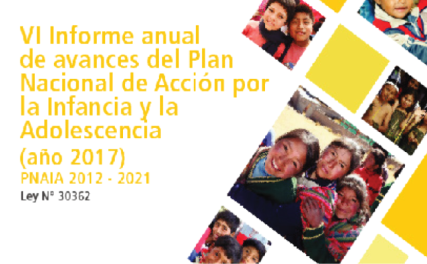 VI Informe anual
de avances del Plan
Nacional de Acción por
la Infancia y la
Adolescencia
(año 2017)
PNAIA 2012 - 2021
Ley N° 30362